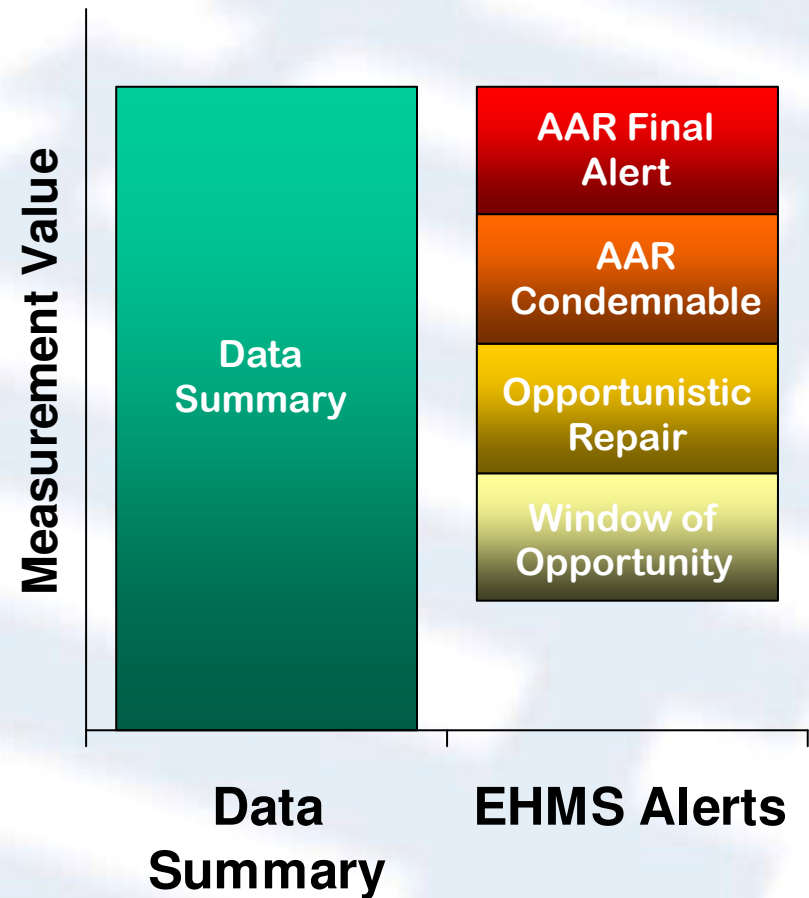 Measurement Value
Data
Summary
AAR Final
Alert
AAR
Condemnable
Opportunistic
Repair
Window of
Opportunity
Data
Summary
EHMS Alerts